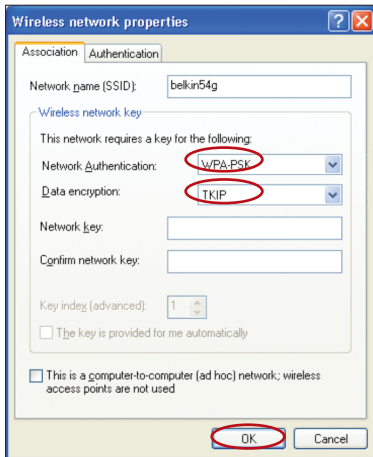 Wireless network properties
Association Authentication
Network name (SSID): belkin54g
Wireless network key
This network requires a key for the following:
Network Authentication: WPA-PSK
Data encryption: TKIP
Network key:
Confirm network key:
Key index (advanced): 1
The key is provided for me automatically
This is a computer-to-computer (ad hoc) network; wireless
access points are not used
OK Cancel